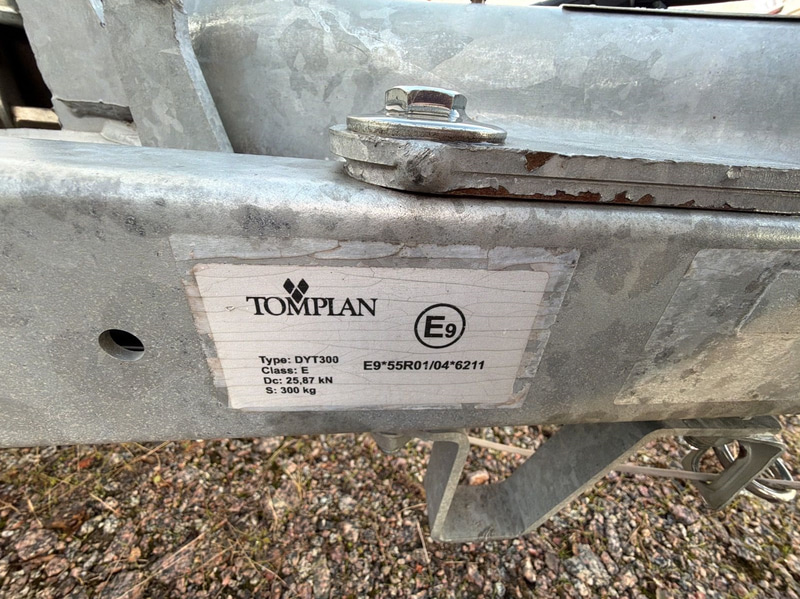 TOMPLAN
E9
Type: DYT300
Class: E
Dc: 25,87 kN
S: 300 kg
E9*55R01/04*6211